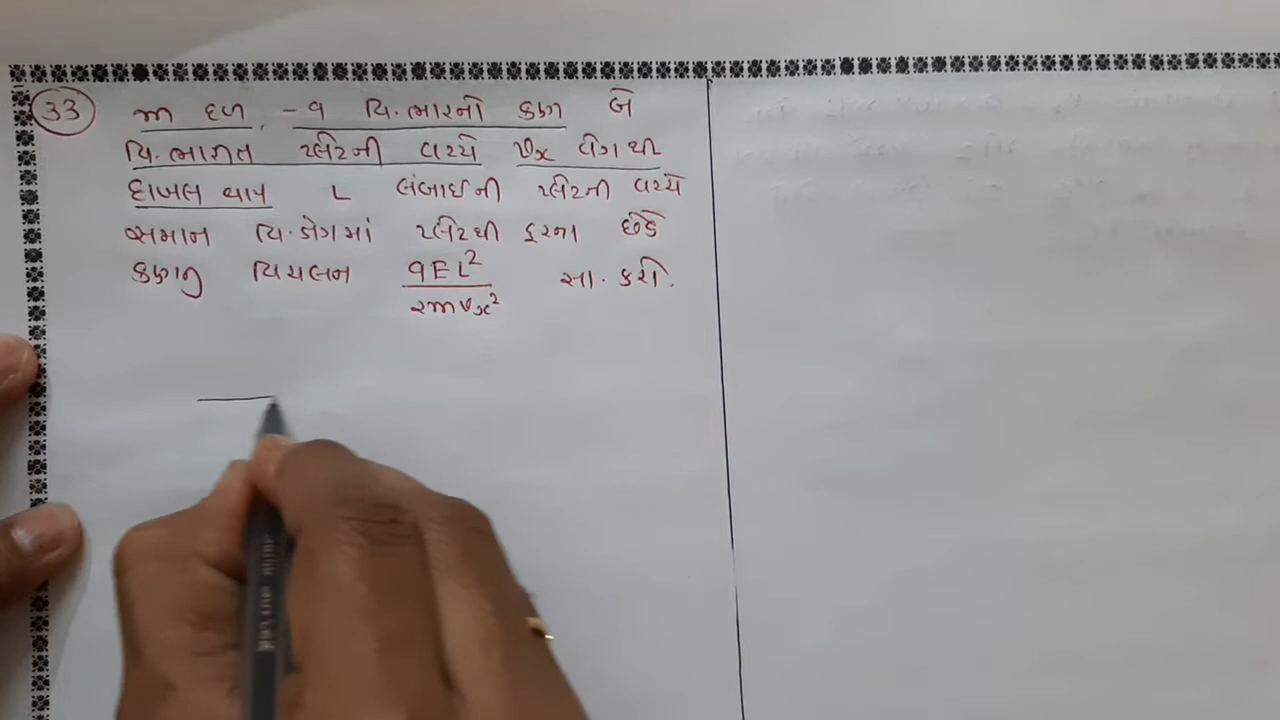 33 m દળ, -q વિ.ભારનો કણ બે
વિ.ભારીત પ્લેટની વચ્ચે vx વેગથી
દાખલ થાય L લંબાઈની પ્લેટની વચ્ચે
સમાન વિ.ક્ષેત્રમાં પ્લેટથી દૂરના છેડે
કણનું વિચલન qEL²
2mvx² સા. કરો.